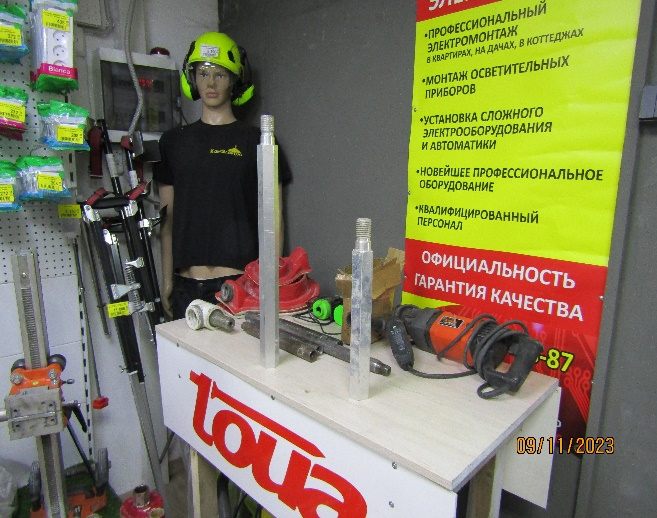 •ПРОФЕССИОНАЛЬНЫЙ
ЭЛЕКТРОМОНТАЖ
В КВАРТИРАХ, НА ДАЧАХ, В КОТТЕДЖАХ
•МОНТАЖ ОСВЕТИТЕЛЬНЫХ
ПРИБОРОВ
•УСТАНОВКА СЛОЖНОГО
ЭЛЕКТРООБОРУДОВАНИЯ
И АВТОМАТИКИ
•НОВЕЙШЕЕ ПРОФЕССИОНАЛЬНОЕ
ОБОРУДОВАНИЕ
•КВАЛИФИЦИРОВАННЫЙ
ПЕРСОНАЛ
ОФИЦИАЛЬНОСТЬ
ГАРАНТИЯ КАЧЕСТВА
-87
toua
09/11/2023